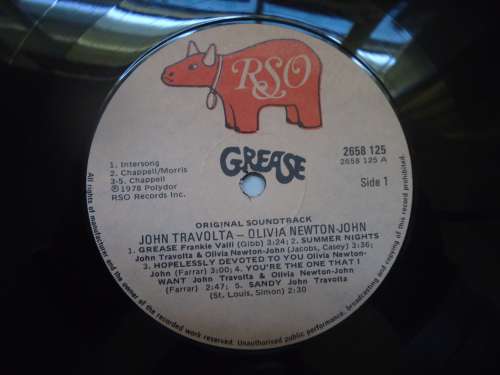 RSO
GREASE
1. Intersong
2. Chappell/Morris
3-5. Chappell
℗ 1978 Polydor
RSO Records Inc.
2658 125
2658 125 A
Side 1
ORIGINAL SOUNDTRACK
JOHN TRAVOLTA – OLIVIA NEWTON-JOHN
1. GREASE Frankie Valli (Gibb) 3:24; 2. SUMMER NIGHTS
John Travolta & Olivia Newton-John (Jacobs, Casey) 3:36;
3. HOPELESSLY DEVOTED TO YOU Olivia Newton-
John (Farrar) 3:00; 4. YOU'RE THE ONE THAT I
WANT John Travolta & Olivia Newton-John
(Farrar) 2:47; 5. SANDY John Travolta
(St. Louis, Simon) 2:30
All rights of the manufacturer and the owner of the recorded work reserved. Unauthorised public performance, broadcasting and copying of this record prohibited.